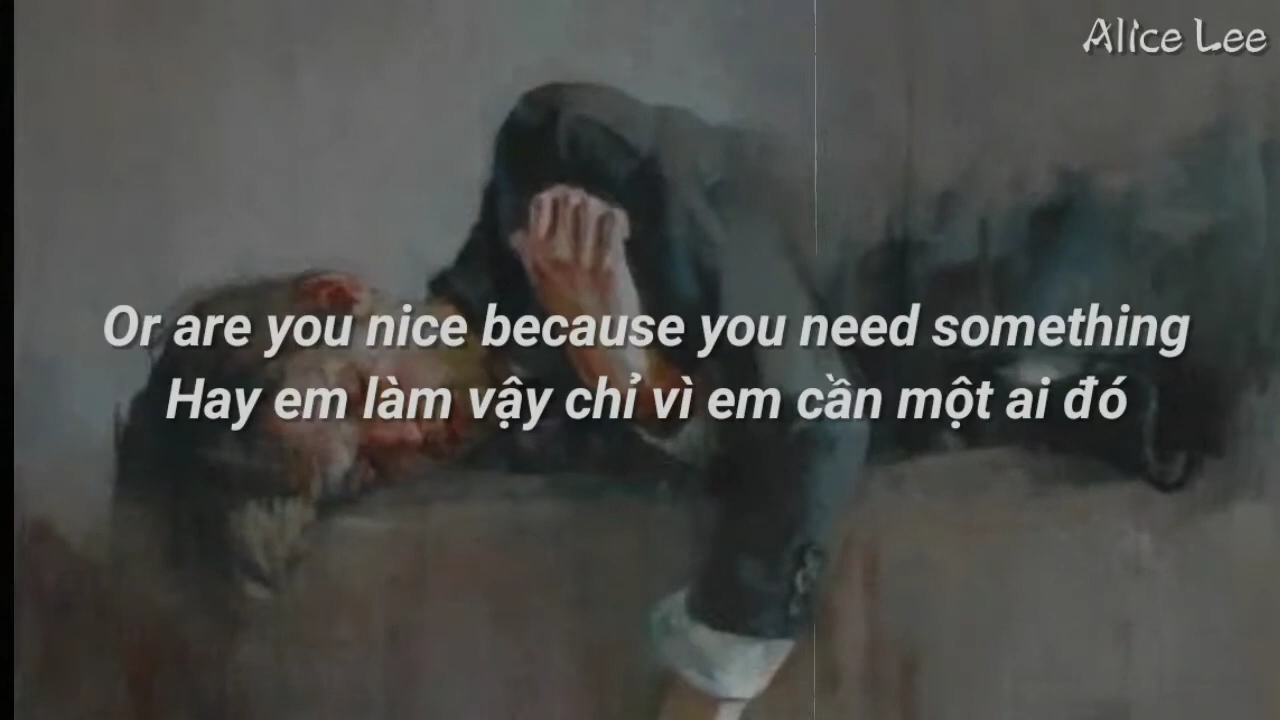 Alice Lee
Or are you nice because you need something
Hay em làm vậy chỉ vì em cần một ai đó